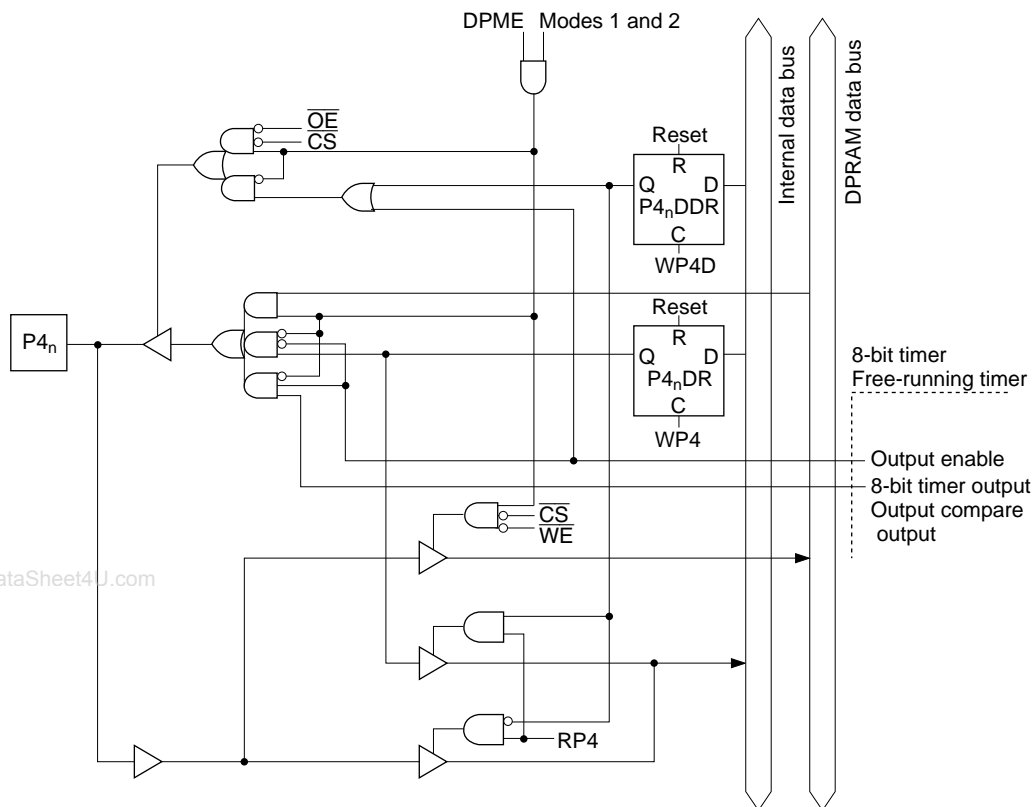 DPME Modes 1 and 2
Internal data bus
DPRAM data bus
OE
CS
Reset
R
Q D
P4nDDR
C
WP4D
Reset
R
Q D
P4nDR
C
WP4
P4n
8-bit timer
Free-running timer
Output enable
8-bit timer output
Output compare
output
CS
WE
ataSheet4U.com
RP4